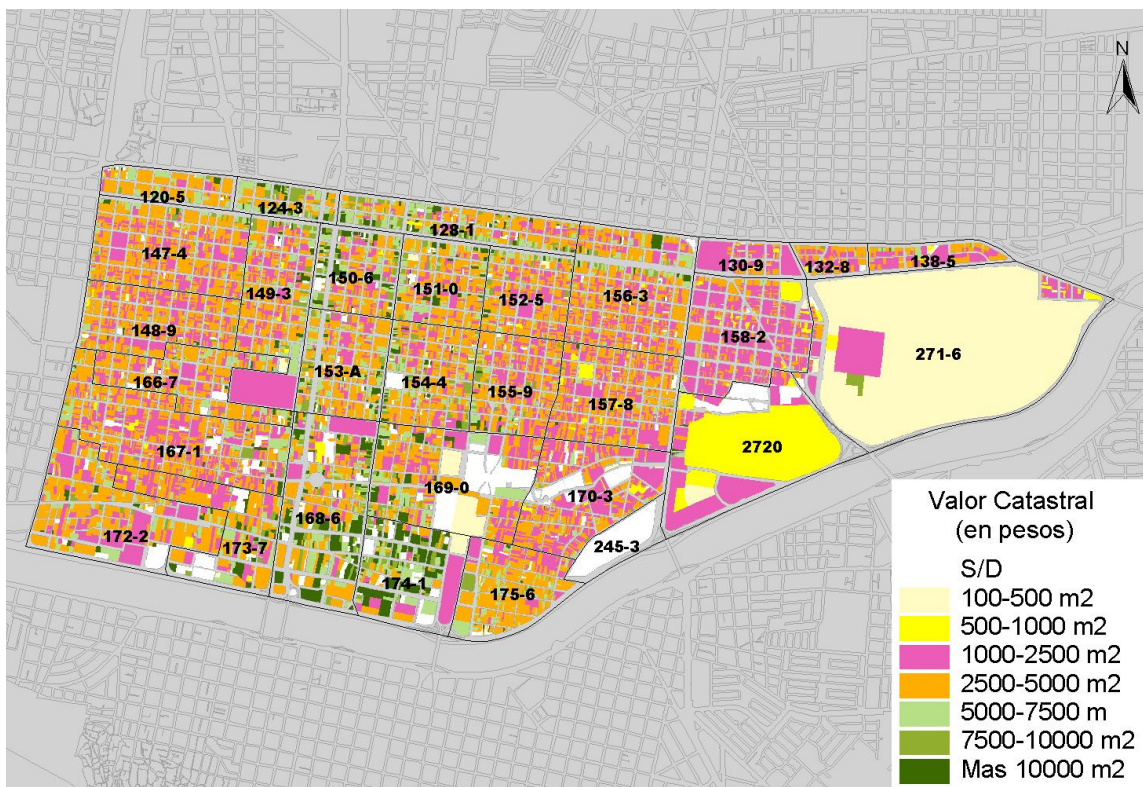 N
120-5
124-3
128-1
147-4
149-3
150-6
151-0
152-5
156-3
130-9
132-8
138-5
148-9
153-A
154-4
155-9
157-8
158-2
271-6
166-7
167-1
169-0
170-3
2720
168-6
245-3
172-2
173-7
174-1
175-6
Valor Catastral
(en pesos)
S/D
100-500 m2
500-1000 m2
1000-2500 m2
2500-5000 m2
5000-7500 m
7500-10000 m2
Mas 10000 m2